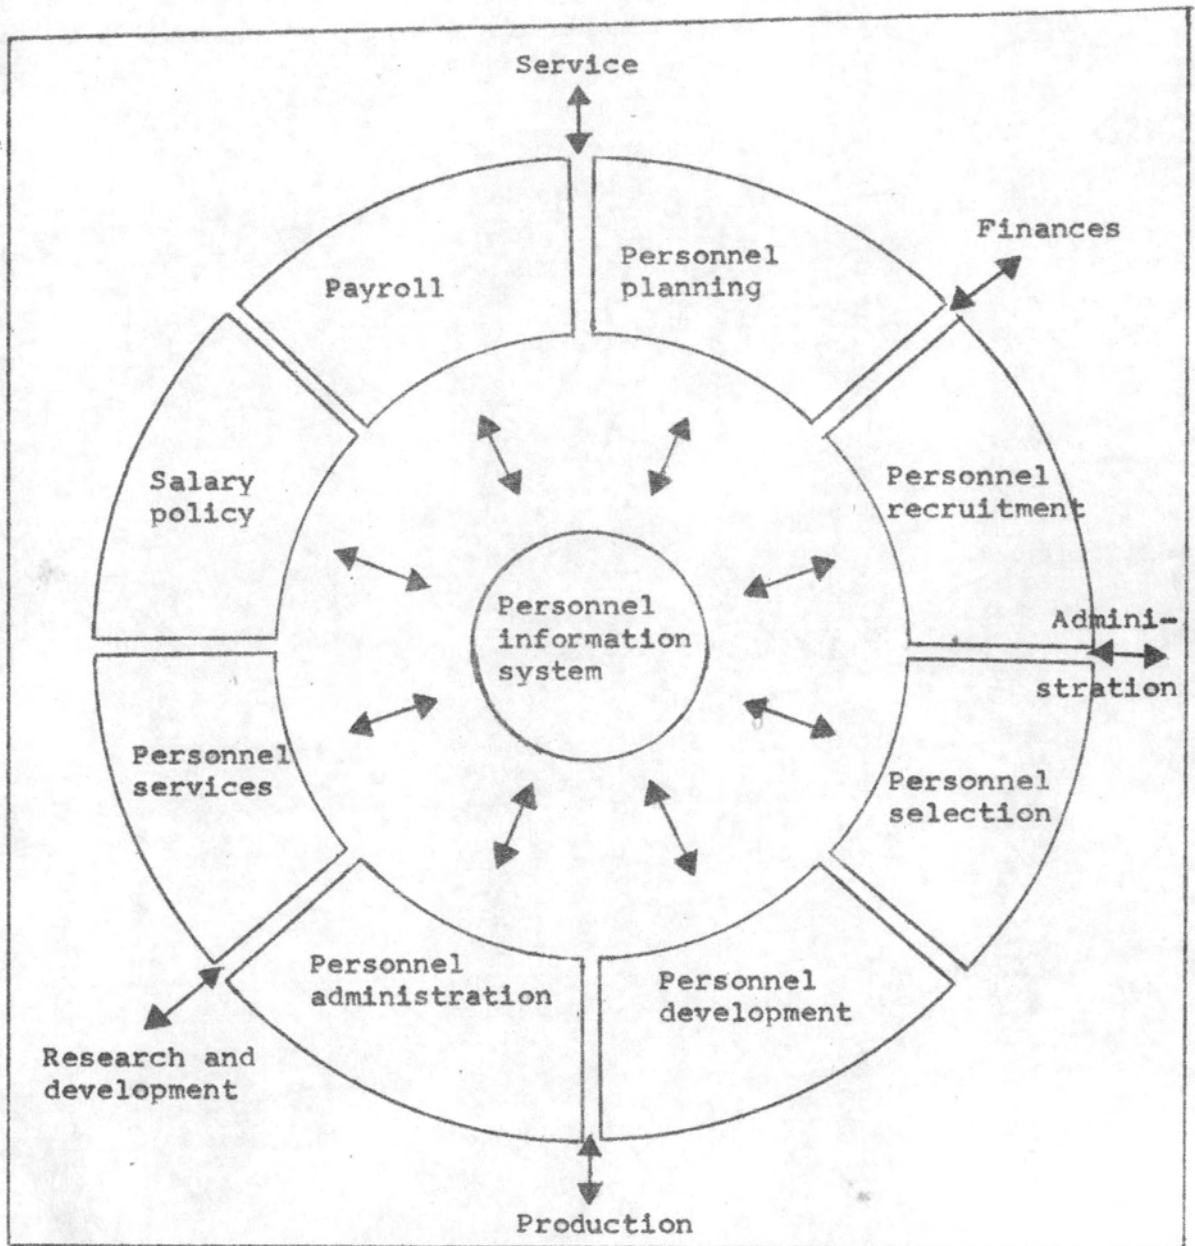 Service
Finances
Payroll
Personnel
planning
Salary
policy
Personnel
recruitment
Personnel
information
system
Admini-
stration
Personnel
services
Personnel
selection
Personnel
administration
Personnel
development
Research and
development
Production